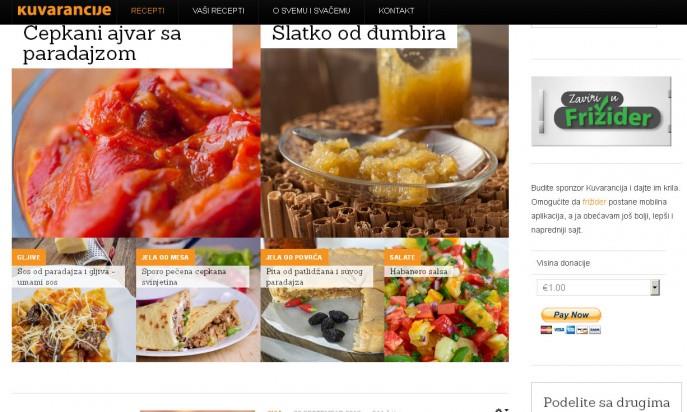 kuvarancije
RECEPTI VAŠI RECEPTI O SVEMU I SVAČEMU KONTAKT
Cepkani ajvar sa
paradajzom
Slatko od đumbira
GLJIVE
Sos od paradajza i gljiva -
umami sos
JELA OD MESA
Sporo pečena cepkana
svinjetina
JELA OD POVRĆA
Pita od patlidžana i suvog
paradajza
SALATE
Habanero salsa
Zaviri u
Frižider
Budite sponzor Kuvarancija i dajte im krila.
Omogućite da frižider postane mobilna
aplikacija, a ja obećavam još bolji, lepši i
napredniji sajt.
Visina donacije
€1.00
Pay Now
Podelite sa drugima